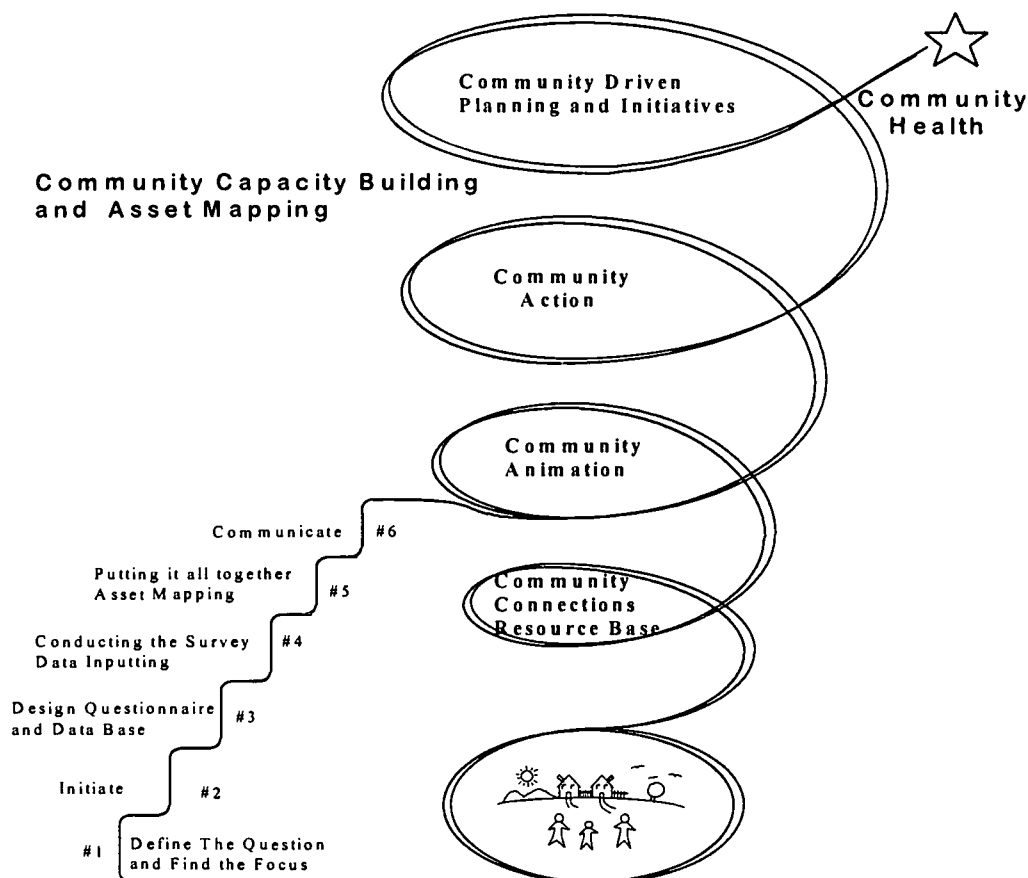 Community Driven
Planning and Initiatives
Community
Health
Community Capacity Building
and Asset Mapping
Community
Action
Community
Animation
Communicate
#6
Putting it all together
Asset Mapping
#5
Community
Connections
Resource Base
Conducting the Survey
Data Inputting
#4
Design Questionnaire
and Data Base
#3
Initiate
#2
#1
Define The Question
and Find the Focus